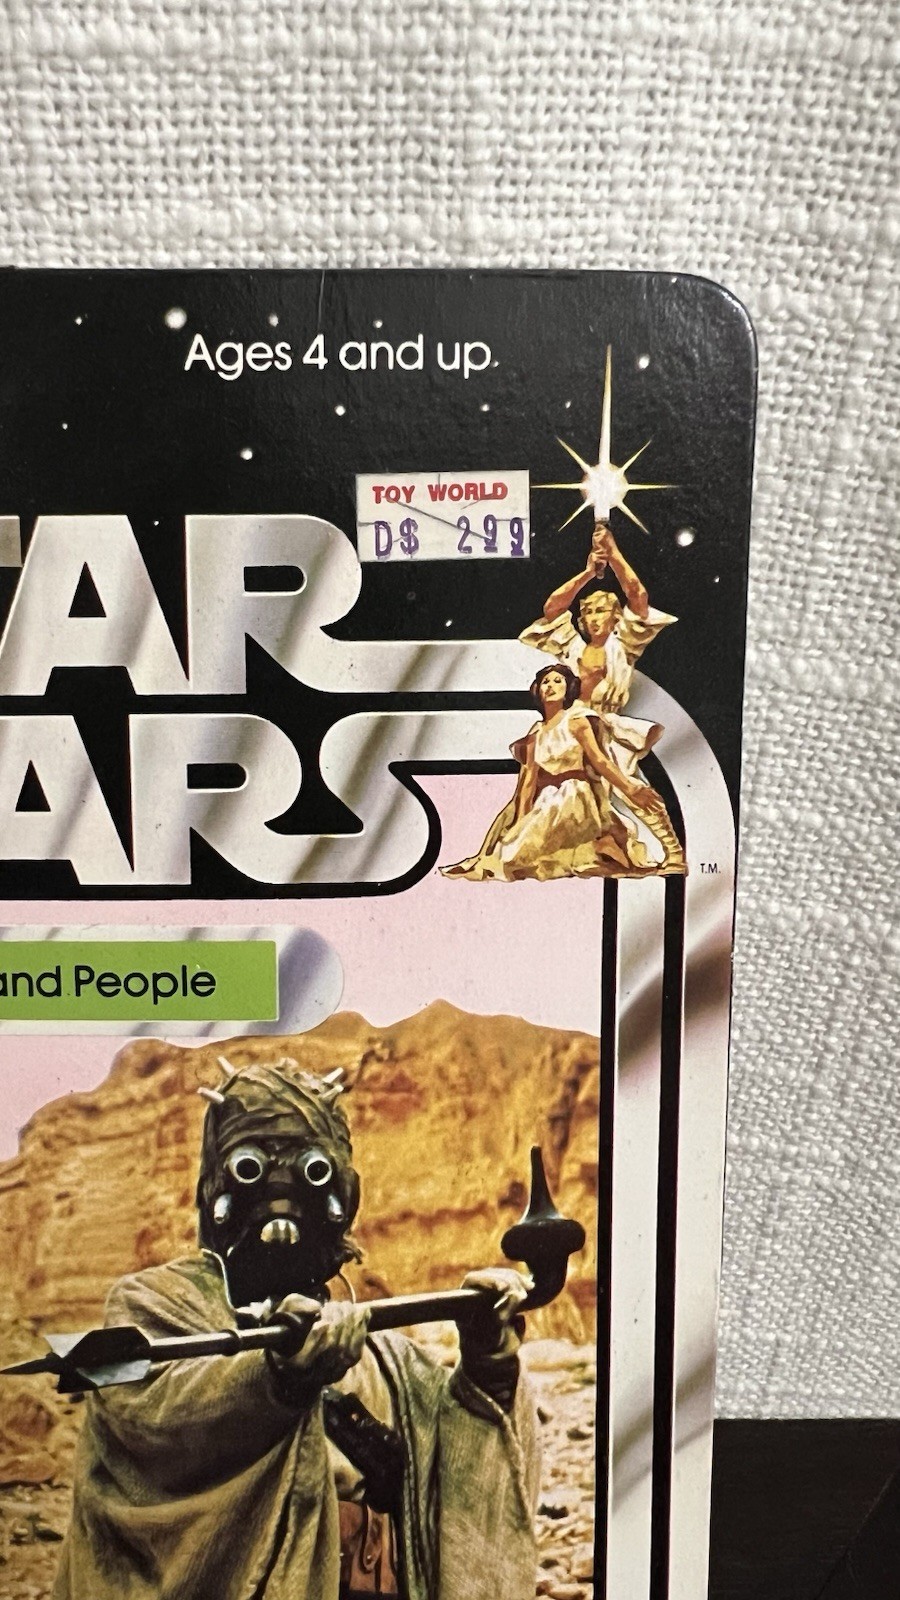 Ages 4 and up.
TOY WORLD
D$ 299
TAR
ARS
T.M.
and People